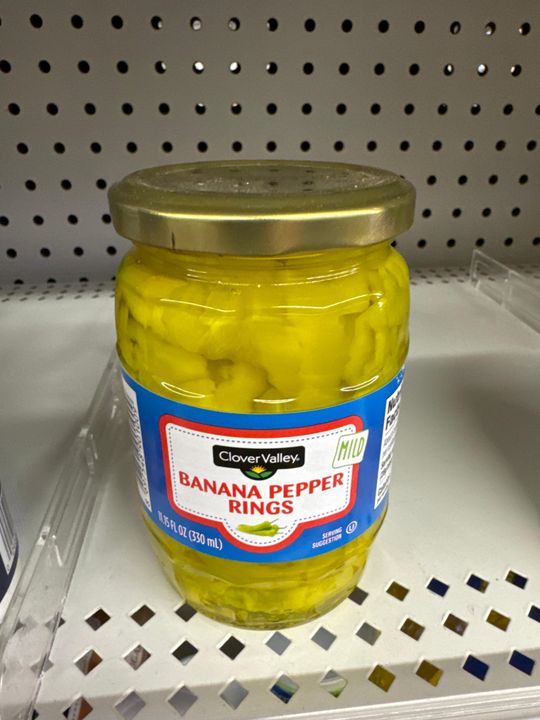 Clover Valley®
MILD
BANANA PEPPER
RINGS
11.15 FL OZ (330 mL)
SERVING
SUGGESTION